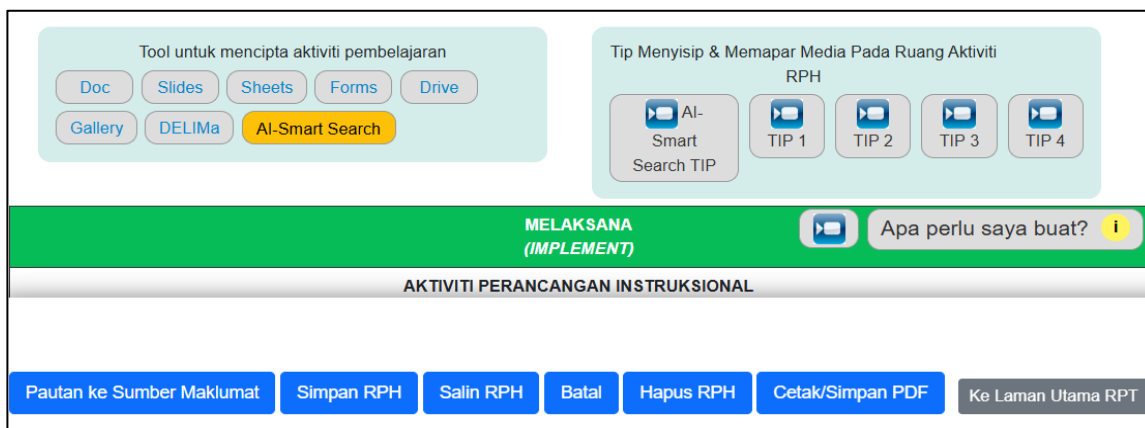 Tool untuk mencipta aktiviti pembelajaran
Doc Slides Sheets Forms Drive
Gallery DELIMa AI-Smart Search
Tip Menyisip & Memapar Media Pada Ruang Aktiviti
RPH
AI-
Smart
Search TIP
TIP 1 TIP 2 TIP 3 TIP 4
MELAKSANA
(IMPLEMENT)
Apa perlu saya buat? i
AKTIVITI PERANCANGAN INSTRUKSIONAL
Pautan ke Sumber Maklumat Simpan RPH Salin RPH Batal Hapus RPH Cetak/Simpan PDF Ke Laman Utama RPT